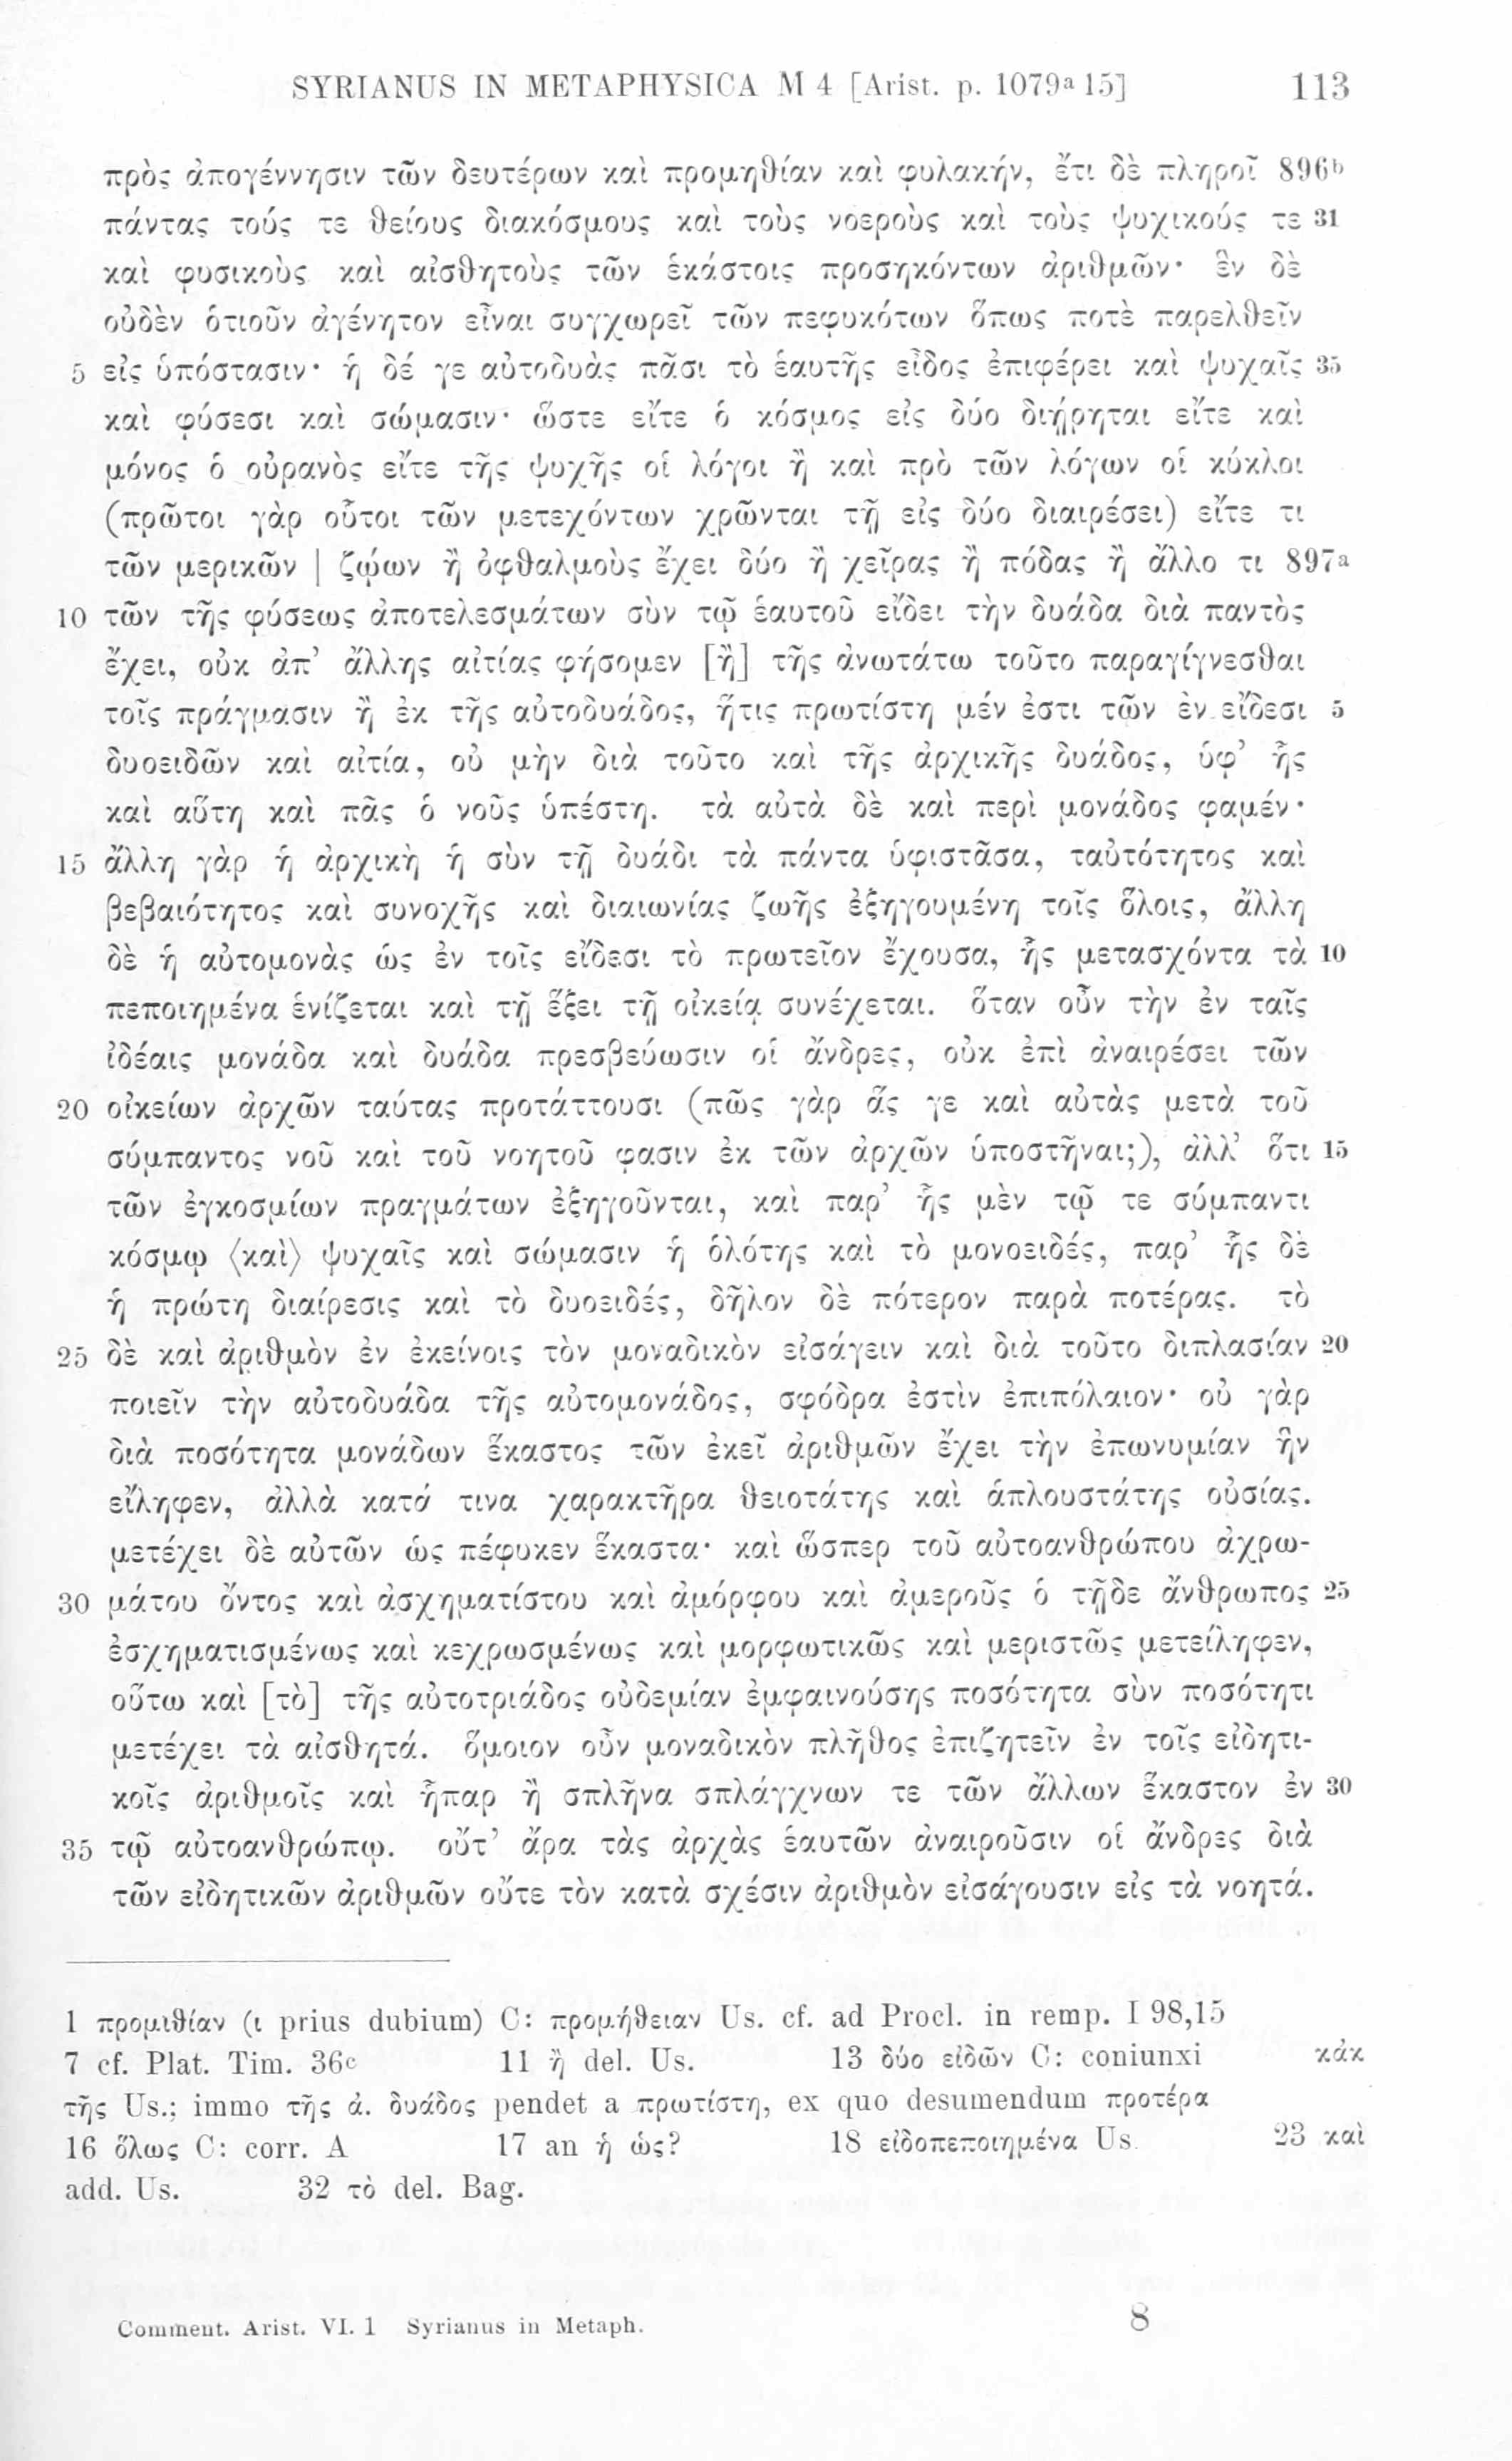 SYRIANUS IN METAPHYSICA M 4 [Arist. p. 1079a 15] 113
πρὸς ἀπογέννησιν τῶν δευτέρων καὶ προμηθίαν καὶ φυλακήν, ἔτι δὲ πληροῖ 896b
πάντας τούς τε θείους διακόσμους καὶ τοὺς νοεροὺς καὶ τοὺς ψυχικούς τε 31
καὶ φυσικοὺς καὶ αἰσθητοὺς τῶν ἑκάστοις προσηκόντων ἀριθμῶν· ἓν δὲ
οὐδὲν ὁτιοῦν ἀγένητον εἶναι συγχωρεῖ τῶν πεφυκότων ὅπως ποτὲ παρελθεῖν
5 εἰς ὑπόστασιν· ἡ δέ γε αὐτοδυὰς πᾶσι τὸ ἑαυτῆς εἶδος ἐπιφέρει καὶ ψυχαῖς 35
καὶ φύσεσι καὶ σώμασιν· ὥστε εἴτε ὁ κόσμος εἰς δύο διῄρηται εἴτε καὶ
μόνος ὁ οὐρανὸς εἴτε τῆς ψυχῆς οἱ λόγοι ἢ καὶ πρὸ τῶν λόγων οἱ κύκλοι
(πρῶτοι γὰρ οὗτοι τῶν μετεχόντων χρῶνται τῇ εἰς δύο διαιρέσει) εἴτε τι
τῶν μερικῶν | ζῴων ἢ ὀφθαλμοὺς ἔχει δύο ἢ χεῖρας ἢ πόδας ἢ ἄλλο τι 897a
10 τῶν τῆς φύσεως ἀποτελεσμάτων σὺν τῷ ἑαυτοῦ εἴδει τὴν δυάδα διὰ παντὸς
ἔχει, οὐκ ἀπ’ ἄλλης αἰτίας φήσομεν [ἢ] τῆς ἀνωτάτω τοῦτο παραγίγνεσθαι
τοῖς πράγμασιν ἢ ἐκ τῆς αὐτοδυάδος, ἥτις πρωτίστη μέν ἐστι τῶν ἐν εἴδεσι 5
δυοειδῶν καὶ αἰτία, οὐ μὴν διὰ τοῦτο καὶ τῆς ἀρχικῆς δυάδος, ὑφ’ ἧς
καὶ αὕτη καὶ πᾶς ὁ νοῦς ὑπέστη. τὰ αὐτὰ δὲ καὶ περὶ μονάδος φαμέν·
15 ἄλλη γὰρ ἡ ἀρχικὴ ἡ σὺν τῇ δυάδι τὰ πάντα ὑφιστᾶσα, ταὐτότητος καὶ
βεβαιότητος καὶ συνοχῆς καὶ διαιωνίας ζωῆς ἐξηγουμένη τοῖς ὅλοις, ἄλλη
δὲ ἡ αὐτομονὰς ὡς ἐν τοῖς εἴδεσι τὸ πρωτεῖον ἔχουσα, ἧς μετασχόντα τὰ 10
πεποιημένα ἑνίζεται καὶ τῇ ἕξει τῇ οἰκείᾳ συνέχεται. ὅταν οὖν τὴν ἐν ταῖς
ἰδέαις μονάδα καὶ δυάδα πρεσβεύωσιν οἱ ἄνδρες, οὐκ ἐπὶ ἀναιρέσει τῶν
20 οἰκείων ἀρχῶν ταύτας προτάττουσι (πῶς γὰρ ἅς γε καὶ αὐτὰς μετὰ τοῦ
σύμπαντος νοῦ καὶ τοῦ νοητοῦ φασιν ἐκ τῶν ἀρχῶν ὑποστῆναι;), ἀλλ’ ὅτι 15
τῶν ἐγκοσμίων πραγμάτων ἐξηγοῦνται, καὶ παρ’ ἧς μὲν τῷ τε σύμπαντι
κόσμῳ ⟨καὶ⟩ ψυχαῖς καὶ σώμασιν ἡ ὁλότης καὶ τὸ μονοειδές, παρ’ ἧς δὲ
ἡ πρώτη διαίρεσις καὶ τὸ δυοειδές, δῆλον δὲ πότερον παρὰ ποτέρας. τὸ
25 δὲ καὶ ἀριθμὸν ἐν ἐκείνοις τὸν μοναδικὸν εἰσάγειν καὶ διὰ τοῦτο διπλασίαν 20
ποιεῖν τὴν αὐτοδυάδα τῆς αὐτομονάδος, σφόδρα ἐστὶν ἐπιπόλαιον· οὐ γὰρ
διὰ ποσότητα μονάδων ἕκαστος τῶν ἐκεῖ ἀριθμῶν ἔχει τὴν ἐπωνυμίαν ἣν
εἴληφεν, ἀλλὰ κατά τινα χαρακτῆρα θειοτάτης καὶ ἁπλουστάτης οὐσίας.
μετέχει δὲ αὐτῶν ὡς πέφυκεν ἕκαστα· καὶ ὥσπερ τοῦ αὐτοανθρώπου ἀχρω-
30 μάτου ὄντος καὶ ἀσχηματίστου καὶ ἀμόρφου καὶ ἀμεροῦς ὁ τῇδε ἄνθρωπος 25
ἐσχηματισμένως καὶ κεχρωσμένως καὶ μορφωτικῶς καὶ μεριστῶς μετείληφεν,
οὕτω καὶ [τὸ] τῆς αὐτοτριάδος οὐδεμίαν ἐμφαινούσης ποσότητα σὺν ποσότητι
μετέχει τὰ αἰσθητά. ὅμοιον οὖν μοναδικὸν πλῆθος ἐπιζητεῖν ἐν τοῖς εἰδητι-
κοῖς ἀριθμοῖς καὶ ἧπαρ ἢ σπλῆνα σπλάγχνων τε τῶν ἄλλων ἕκαστον ἐν 30
35 τῷ αὐτοανθρώπῳ. οὔτ’ ἄρα τὰς ἀρχὰς ἑαυτῶν ἀναιροῦσιν οἱ ἄνδρες διὰ
τῶν εἰδητικῶν ἀριθμῶν οὔτε τὸν κατὰ σχέσιν ἀριθμὸν εἰσάγουσιν εἰς τὰ νοητά.
1 προμιθίαν (ι prius dubium) C: προμήθειαν Us. cf. ad Procl. in remp. I 98,15
7 cf. Plat. Tim. 36c 11 ἢ del. Us. 13 δύο εἰδῶν C: coniunxi κἀκ
τῆς Us.; immo τῆς ἀ. δυάδος pendet a πρωτίστη, ex quo desumendum προτέρα
16 ὅλως C: corr. A 17 an ἡ ὡς? 18 εἰδοπεποιημένα Us. 23 καὶ
add. Us. 32 τὸ del. Bag.
Comment. Arist. VI. 1 Syrianus in Metaph. 8